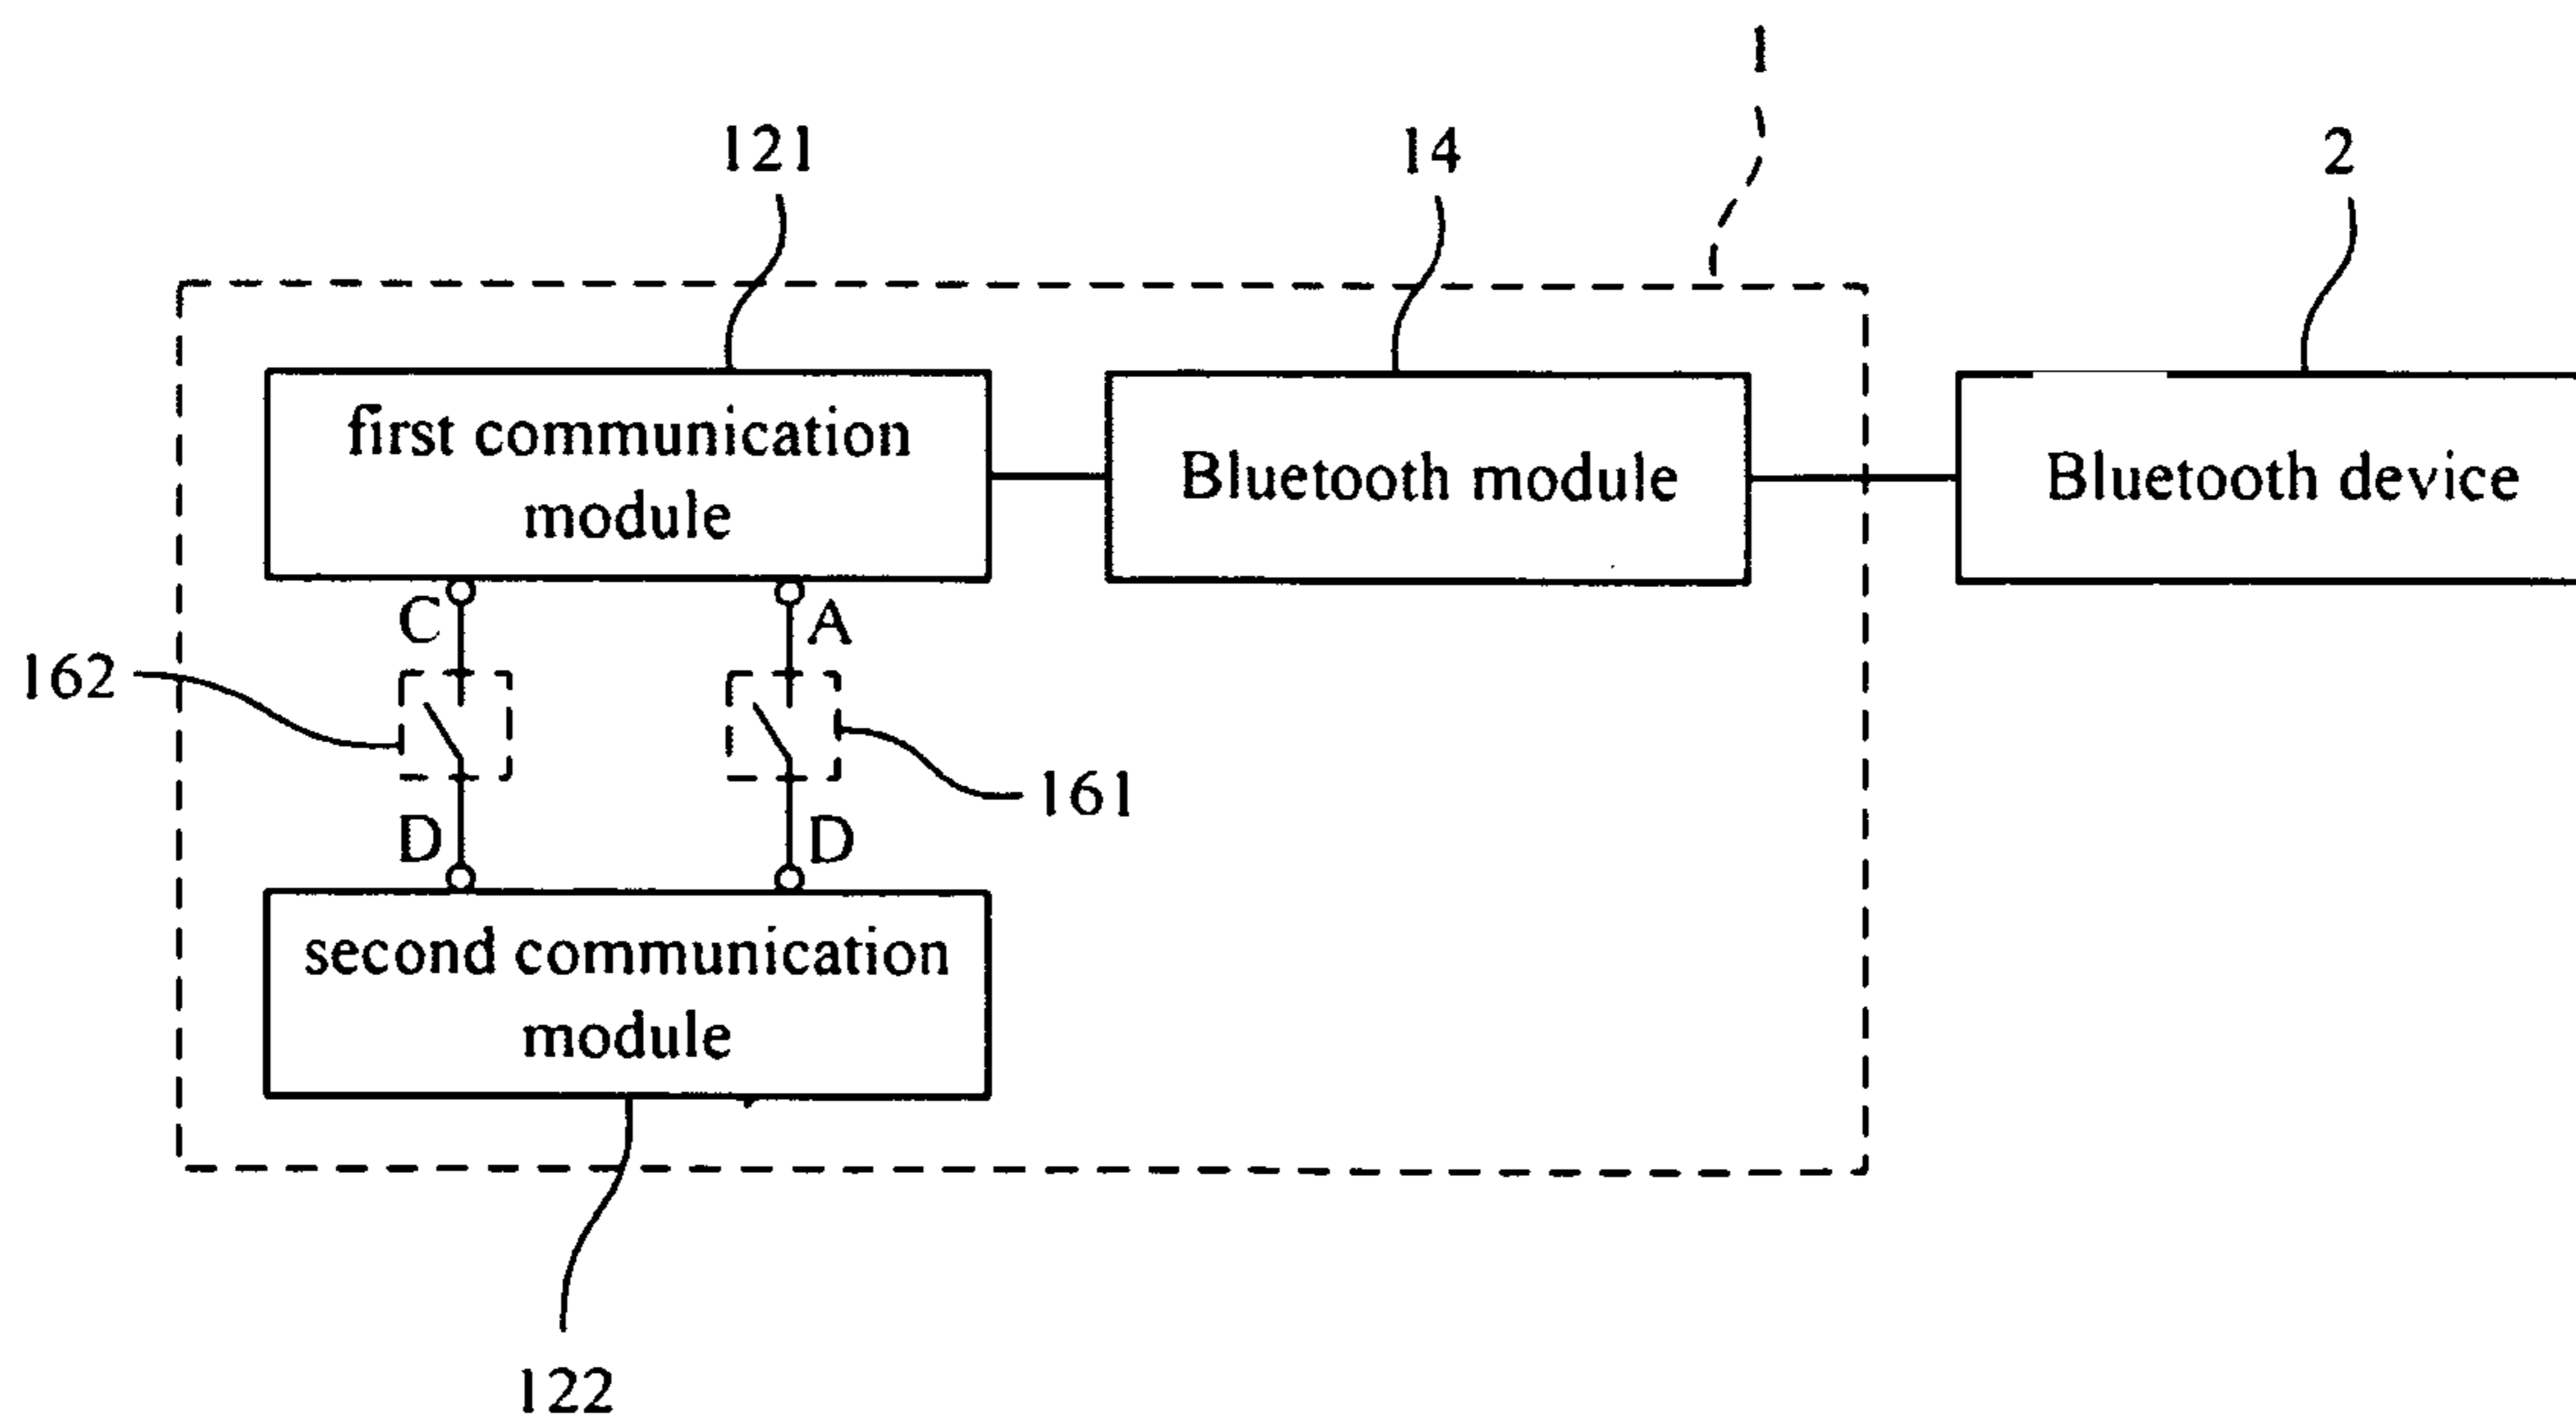 1
121
14
2
first communication
module
Bluetooth module
Bluetooth device
C
A
162
161
D
D
second communication
module
122